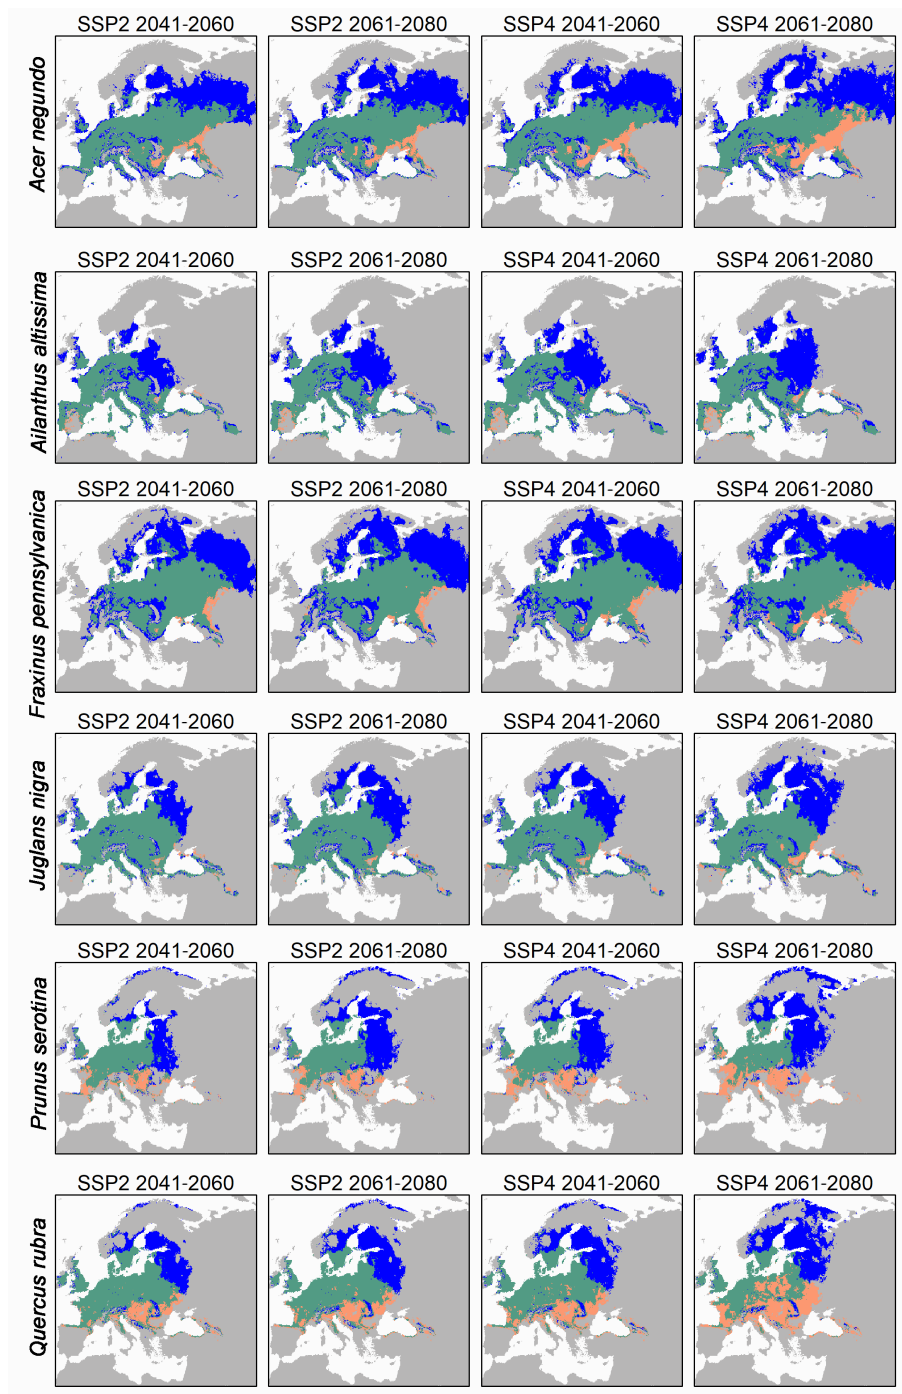 SSP2 2041-2060 SSP2 2061-2080 SSP4 2041-2060 SSP4 2061-2080
Acer negundo
SSP2 2041-2060 SSP2 2061-2080 SSP4 2041-2060 SSP4 2061-2080
Ailanthus altissima
SSP2 2041-2060 SSP2 2061-2080 SSP4 2041-2060 SSP4 2061-2080
Fraxinus pennsylvanica
SSP2 2041-2060 SSP2 2061-2080 SSP4 2041-2060 SSP4 2061-2080
Juglans nigra
SSP2 2041-2060 SSP2 2061-2080 SSP4 2041-2060 SSP4 2061-2080
Prunus serotina
SSP2 2041-2060 SSP2 2061-2080 SSP4 2041-2060 SSP4 2061-2080
Quercus rubra